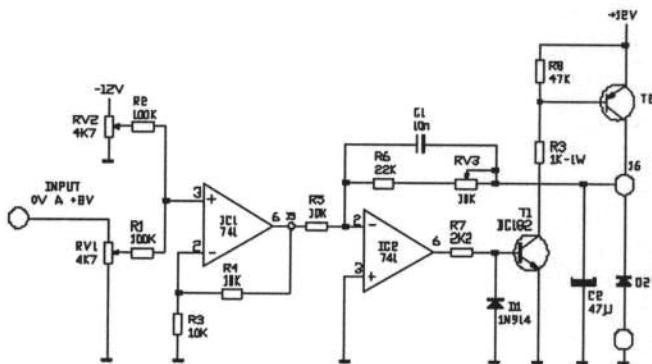 +12V
R8
47K
T2
-12V
R2
100K
RV2
4K7
C1
10n
R3
1K-1W
R6
22K
RV3
10K
J6
INPUT
0V A +8V
3
+
IC1
741
6
J5
R5
10K
2
-
T1
BC182
R1
100K
RV1
4K7
2
-
R4
10K
IC2
741
6
R7
2K2
3
+
D1
1N914
C2
47µ
D2
R3
10K